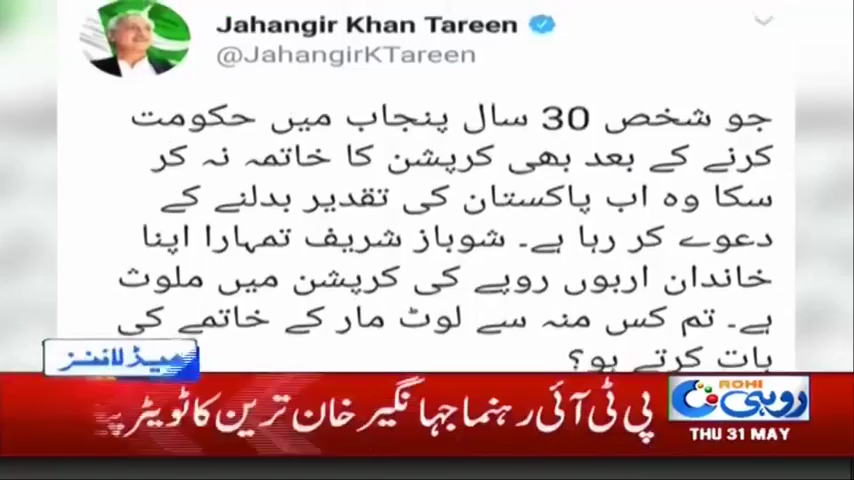 Jahangir Khan Tareen
@JahangirKTareen
جو شخص 30 سال پنجاب میں حکومت
کرنے کے بعد بھی کرپشن کا خاتمہ نہ کر
سکا وہ اب پاکستان کی تقدیر بدلنے کے
دعوے کر رہا ہے۔ شوباز شریف تمہارا اپنا
خاندان اربوں روپے کی کرپشن میں ملوث
ہے۔ تم کس منہ سے لوٹ مار کے خاتمے کی
بات کرتے ہو؟
ہیڈ لائنز
پی ٹی آئی رہنما جہانگیر خان ترین کا ٹویٹر پہ
ROHI
روہی
THU 31 MAY